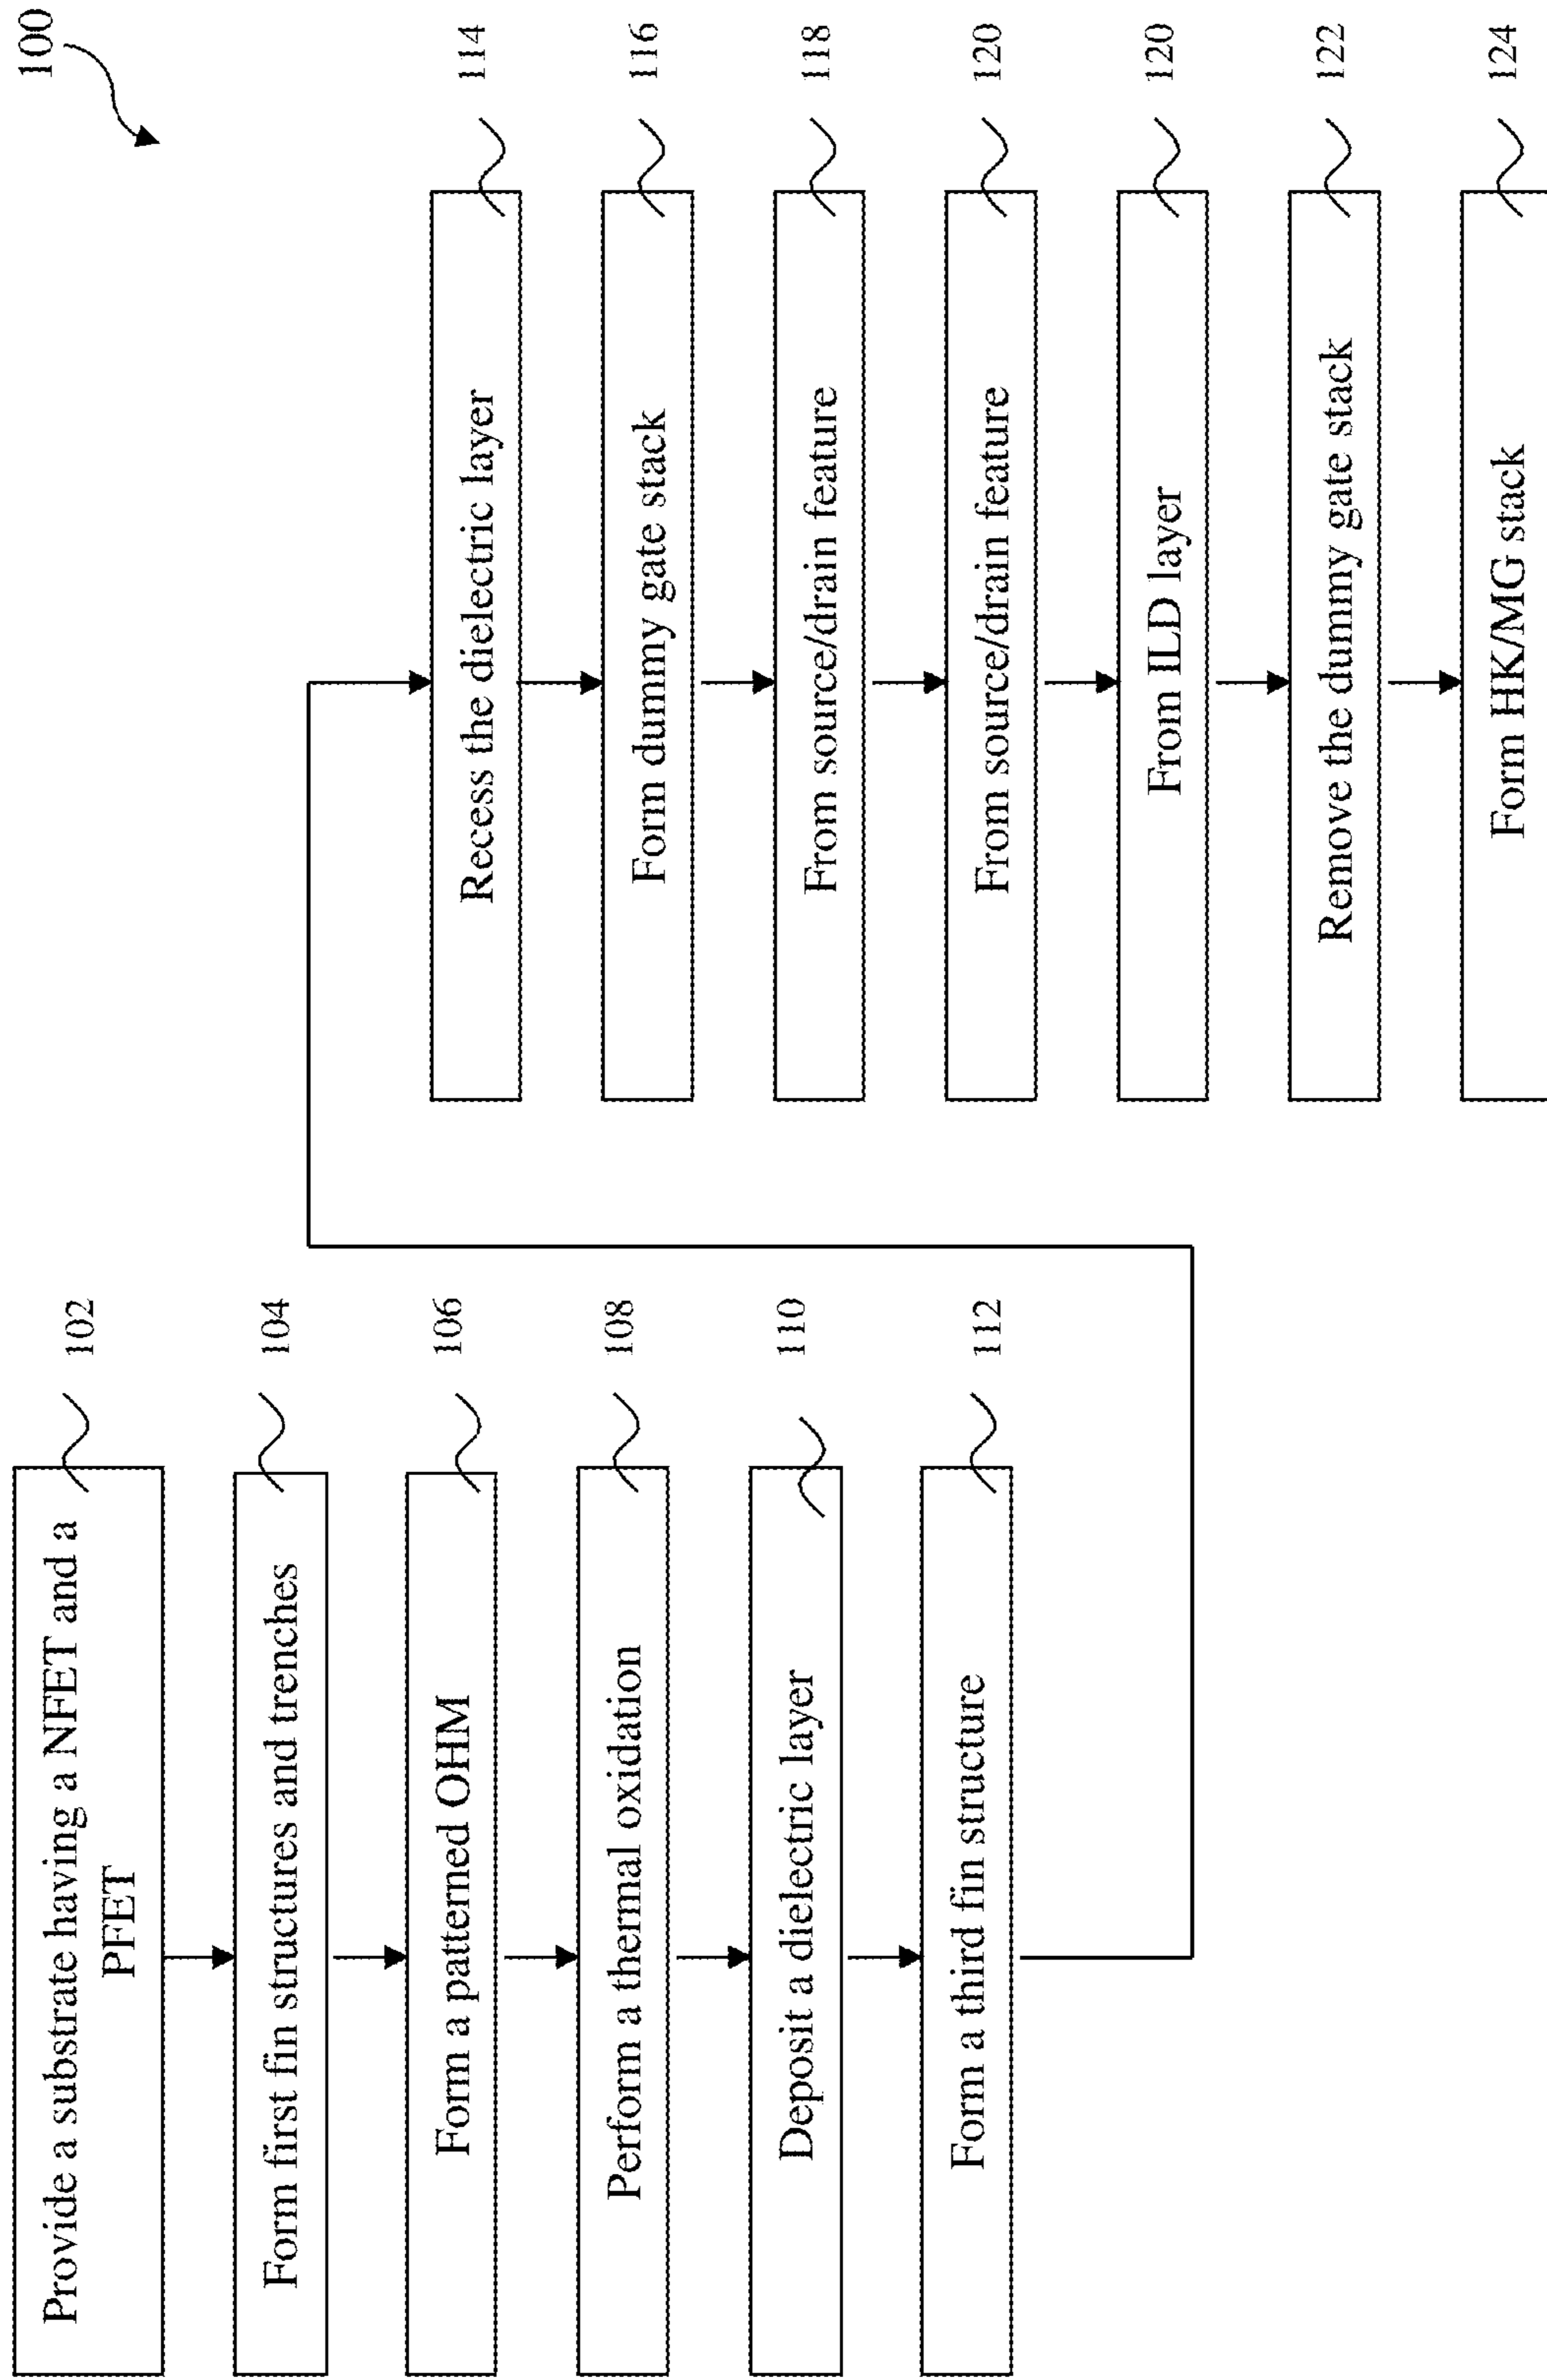 100
Provide a substrate having a NFET and a
PFET
102
Form first fin structures and trenches
104
Form a patterned OHM
106
Perform a thermal oxidation
108
Deposit a dielectric layer
110
Form a third fin structure
112
Recess the dielectric layer
114
Form dummy gate stack
116
From source/drain feature
118
From source/drain feature
120
From ILD layer
120
Remove the dummy gate stack
122
Form HK/MG stack
124